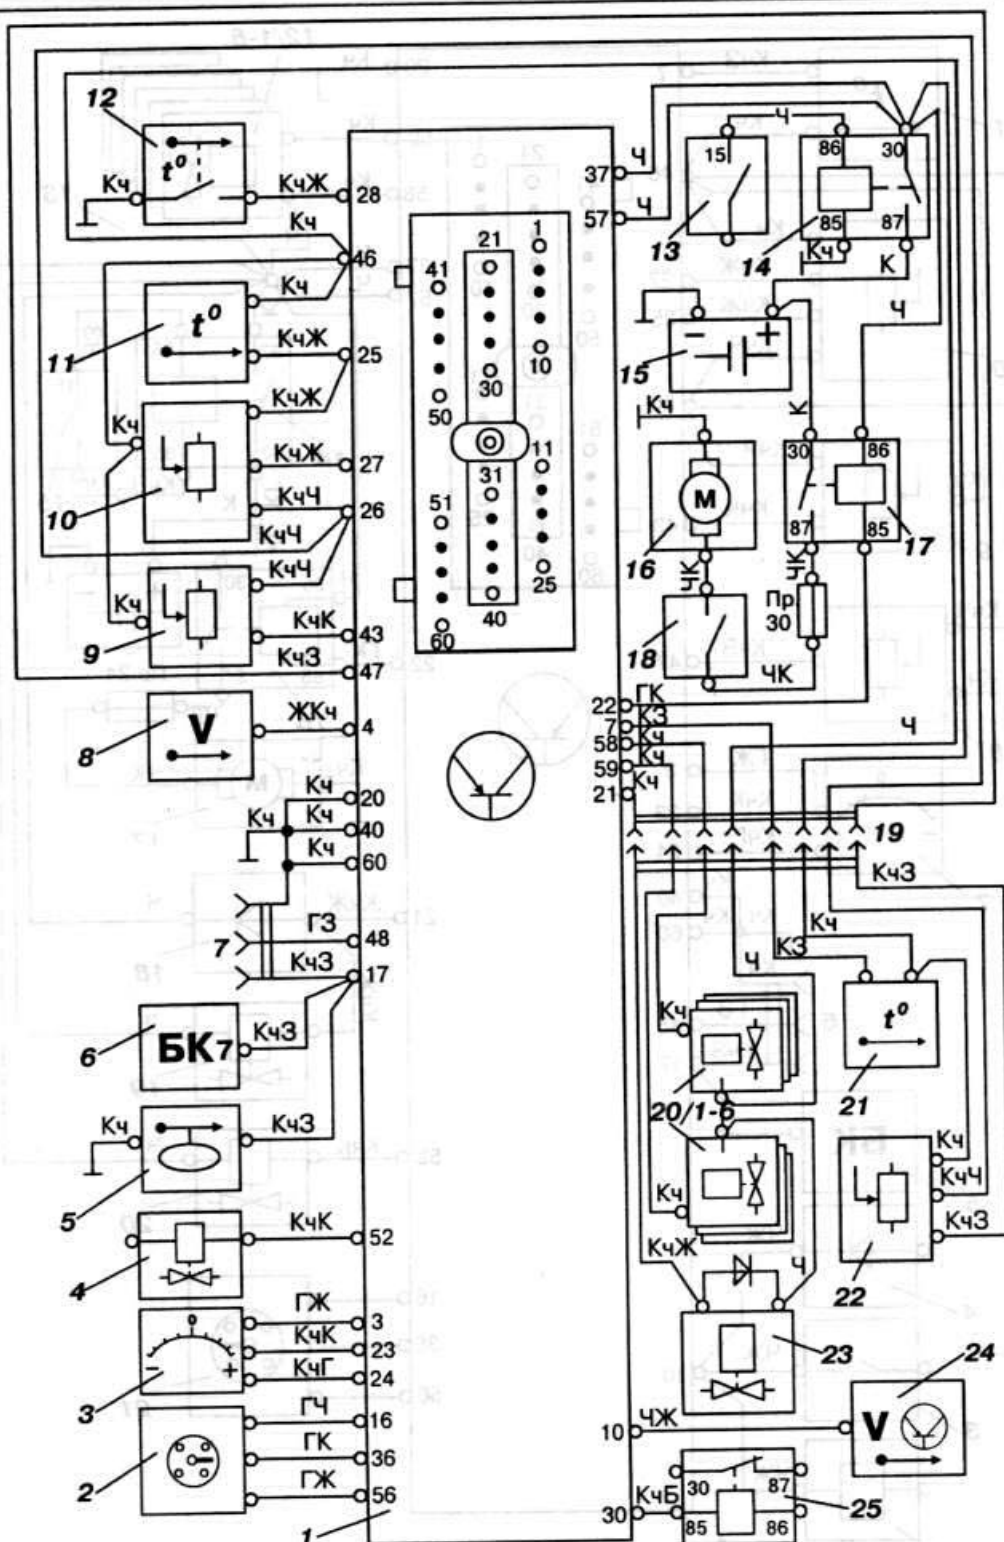 12
t°
Кч
КчЖ
28
Кч
46
t°
Кч
КчЖ
25
11
КчЖ
Кч
КчЖ
27
10
КчЧ
26
КчЧ
КчЧ
Кч
КчК
43
9
КчЗ
47
V
ЖКч
4
8
Кч
20
Кч
Кч
40
Кч
60
7
ГЗ
48
КчЗ
17
6
БК7
КчЗ
Кч
КчЗ
5
КчК
52
4
0
ГЖ
3
КчК
23
- +
КчГ
24
3
ГЧ
16
ГК
36
2
ГЖ
56
1
41
21
1
50
30
10
51
31
11
60
40
25
37
Ч
57
Ч
Ч
15
86
30
13
14
85
87
Кч
К
Ч
- +
15
Кч
К
30
86
M
16
87
85
17
ЧК
ЧК
Пр
30
18
ЧК
22
ГК
7
КЗ
58
Кч
59
Кч
21
Кч
Ч
19
КчЗ
Кч
КЗ
Ч
Кч
t°
20/1-6
21
Кч
Кч
КчЧ
КчЖ
Ч
КчЗ
22
23
24
10
ЧЖ
V
30
КчБ
30
87
85
86
25